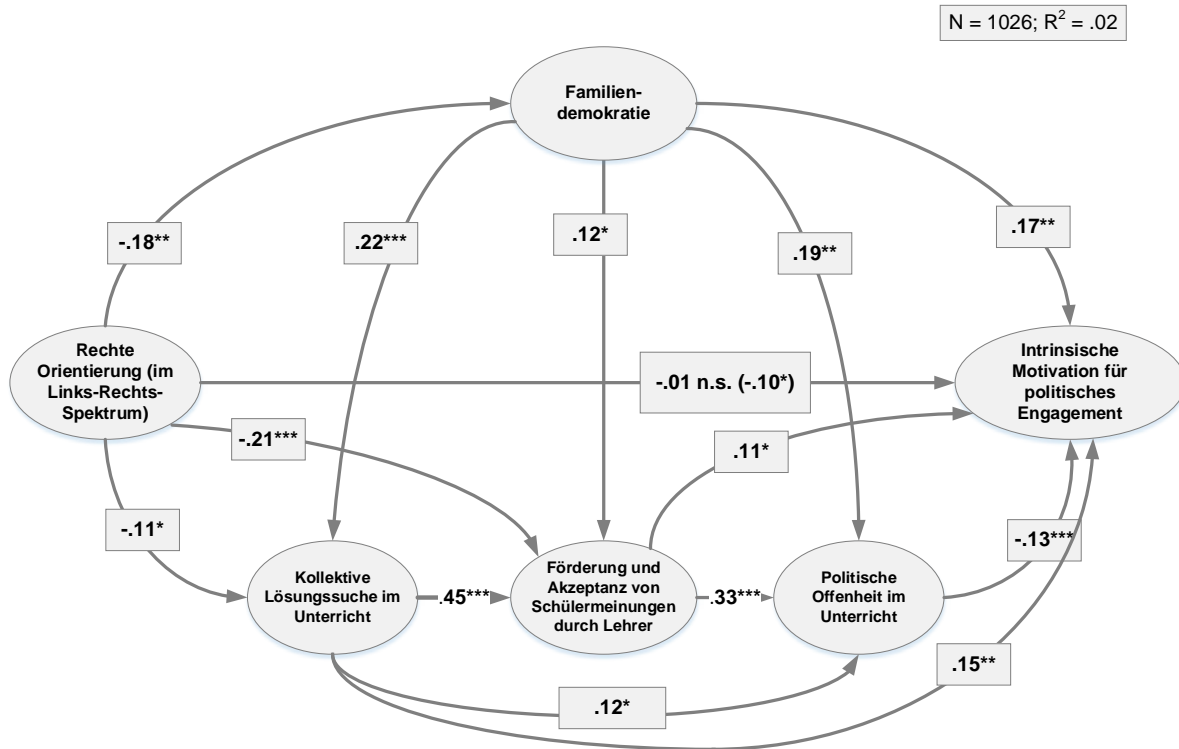 N = 1026; R² = .02
Familien-
demokratie
-.18**
.22***
.12*
.19**
.17**
Rechte
Orientierung (im
Links-Rechts-
Spektrum)
-.01 n.s. (-.10*)
Intrinsische
Motivation für
politisches
Engagement
-.21***
.11*
-.11*
-.13***
Kollektive
Lösungssuche im
Unterricht
.45***
Förderung und
Akzeptanz von
Schülermeinungen
durch Lehrer
.33***
Politische
Offenheit im
Unterricht
.15**
.12*